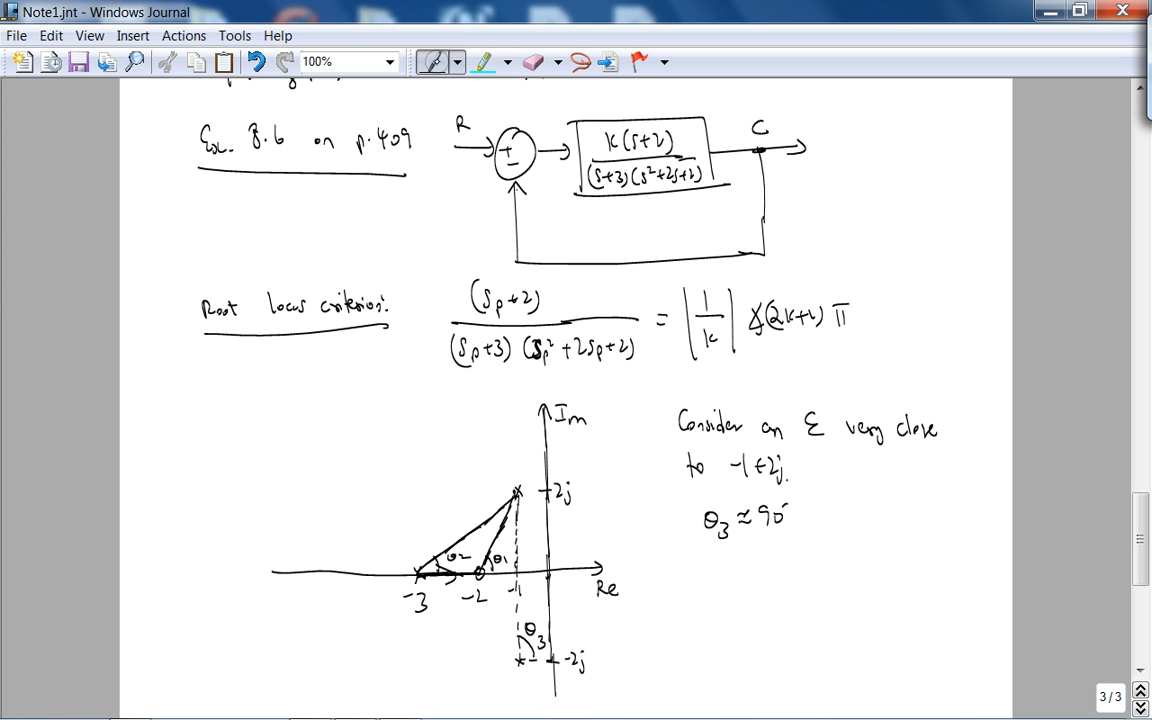 Note1.jnt - Windows Journal
File Edit View Insert Actions Tools Help
100%
Ex. 8.6 on p.409
R
+
-
K(s+2)
(s+3)(s²+2s+2)
C
Root locus criterion:
(Sp+2)
(Sp+3) (Sp²+2Sp+2)
= |1/K| ∡(2K+1) π
Im
2j
θ2
θ1
-3 -2 -1
Re
θ3
-2j
Consider an ε very close
to -1+2j.
θ3 ≈ 90°
3/3